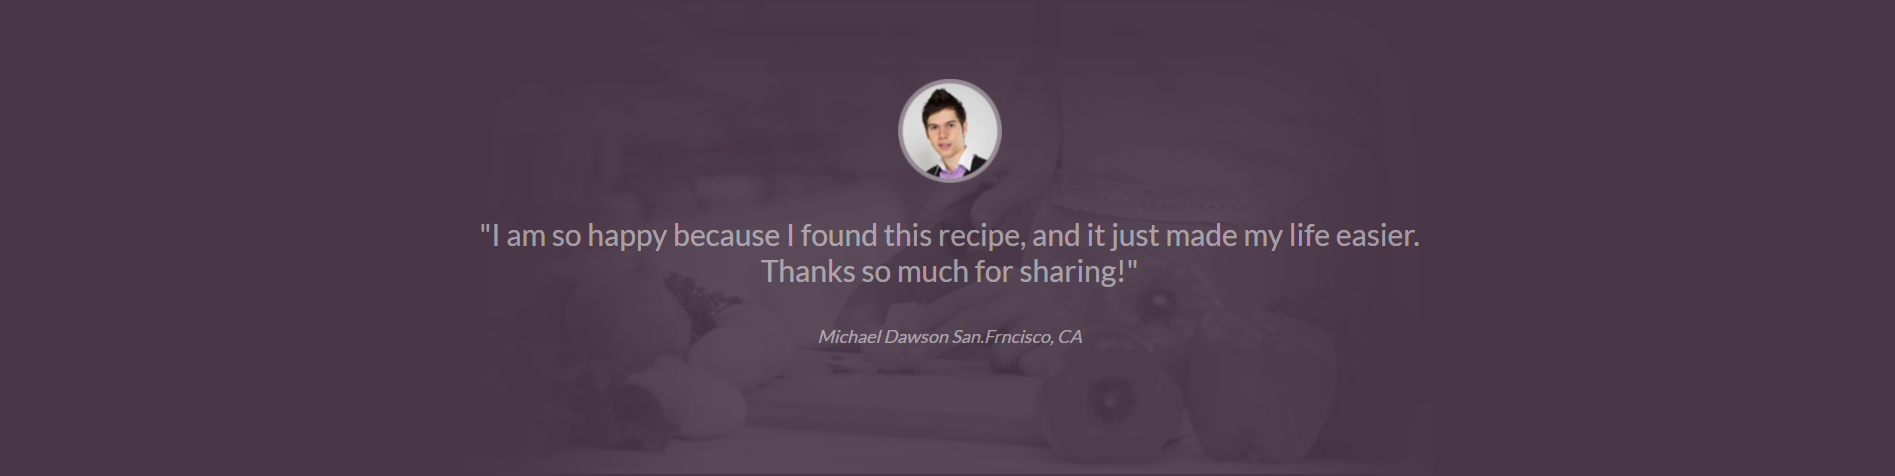 "I am so happy because I found this recipe, and it just made my life easier.
Thanks so much for sharing!"
Michael Dawson San.Frncisco, CA